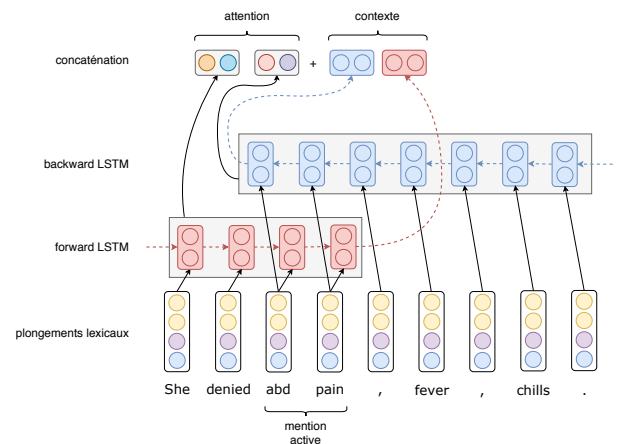 attention contexte
concaténation +
backward LSTM
forward LSTM
plongements lexicaux
She denied abd pain , fever , chills .
mention
active